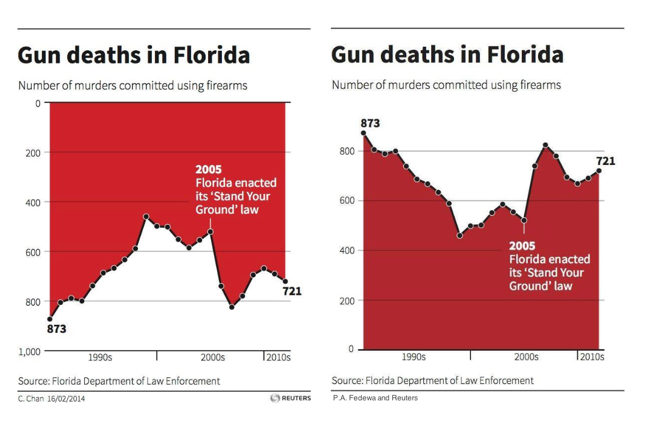 Gun deaths in Florida
Number of murders committed using firearms
0
200
400
600
800
1,000
2005
Florida enacted
its ‘Stand Your
Ground’ law
873
721
1990s
2000s
2010s
Source: Florida Department of Law Enforcement
C. Chan 16/02/2014
REUTERS
Gun deaths in Florida
Number of murders committed using firearms
873
800
600
400
200
0
721
2005
Florida enacted
its ‘Stand Your
Ground’ law
1990s
2000s
2010s
Source: Florida Department of Law Enforcement
P.A. Fedewa and Reuters